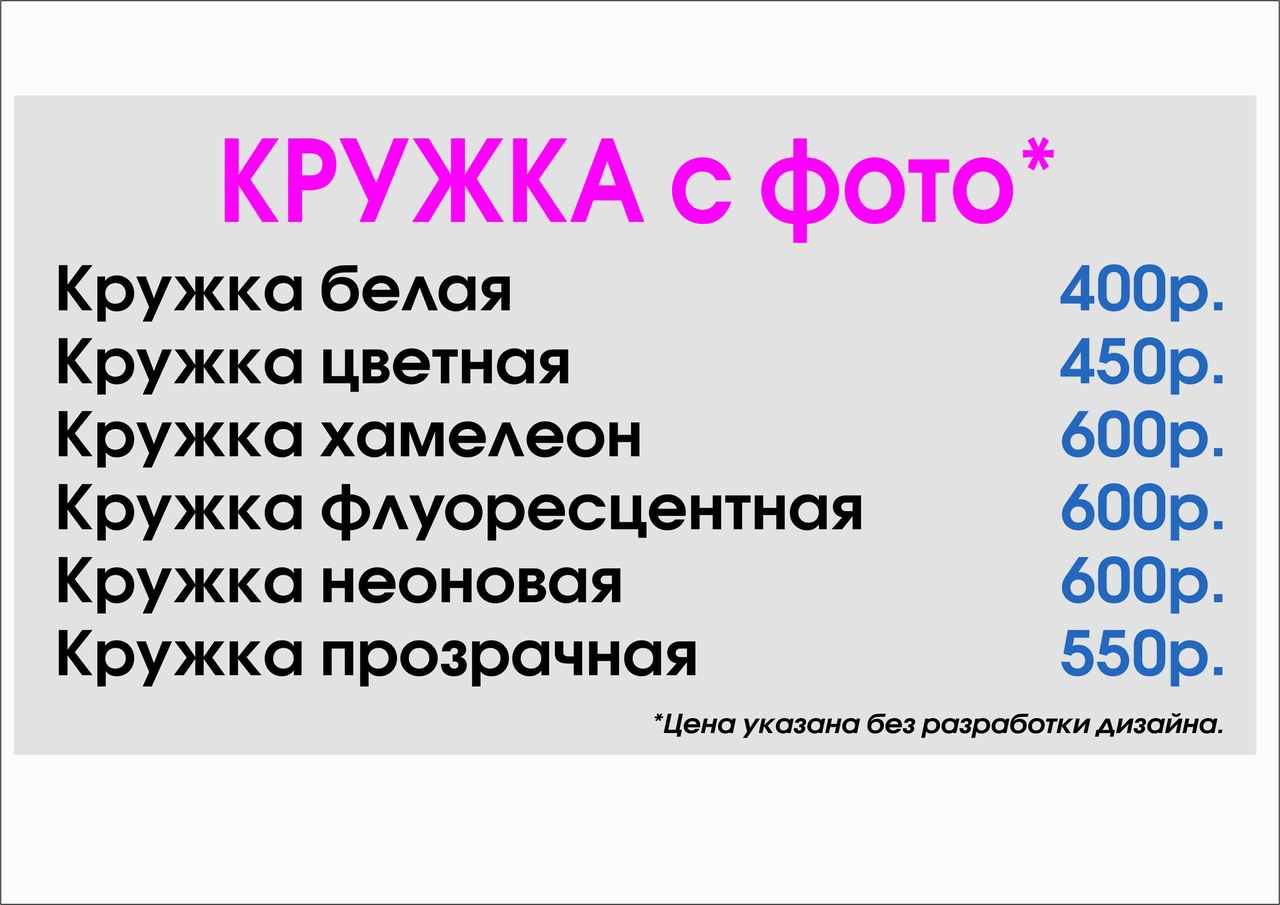 КРУЖКА с фото*
Кружка белая 400р.
Кружка цветная 450р.
Кружка хамелеон 600р.
Кружка флуоресцентная 600р.
Кружка неоновая 600р.
Кружка прозрачная 550р.
*Цена указана без разработки дизайна.